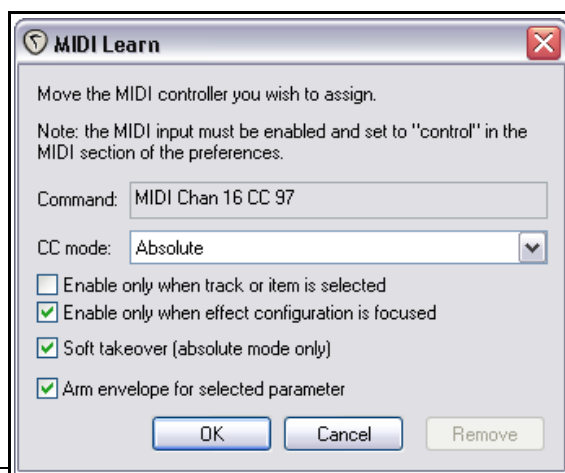 MIDI Learn
Move the MIDI controller you wish to assign.
Note: the MIDI input must be enabled and set to "control" in the
MIDI section of the preferences.
Command: MIDI Chan 16 CC 97
CC mode: Absolute
Enable only when track or item is selected
Enable only when effect configuration is focused
Soft takeover (absolute mode only)
Arm envelope for selected parameter
OK Cancel Remove